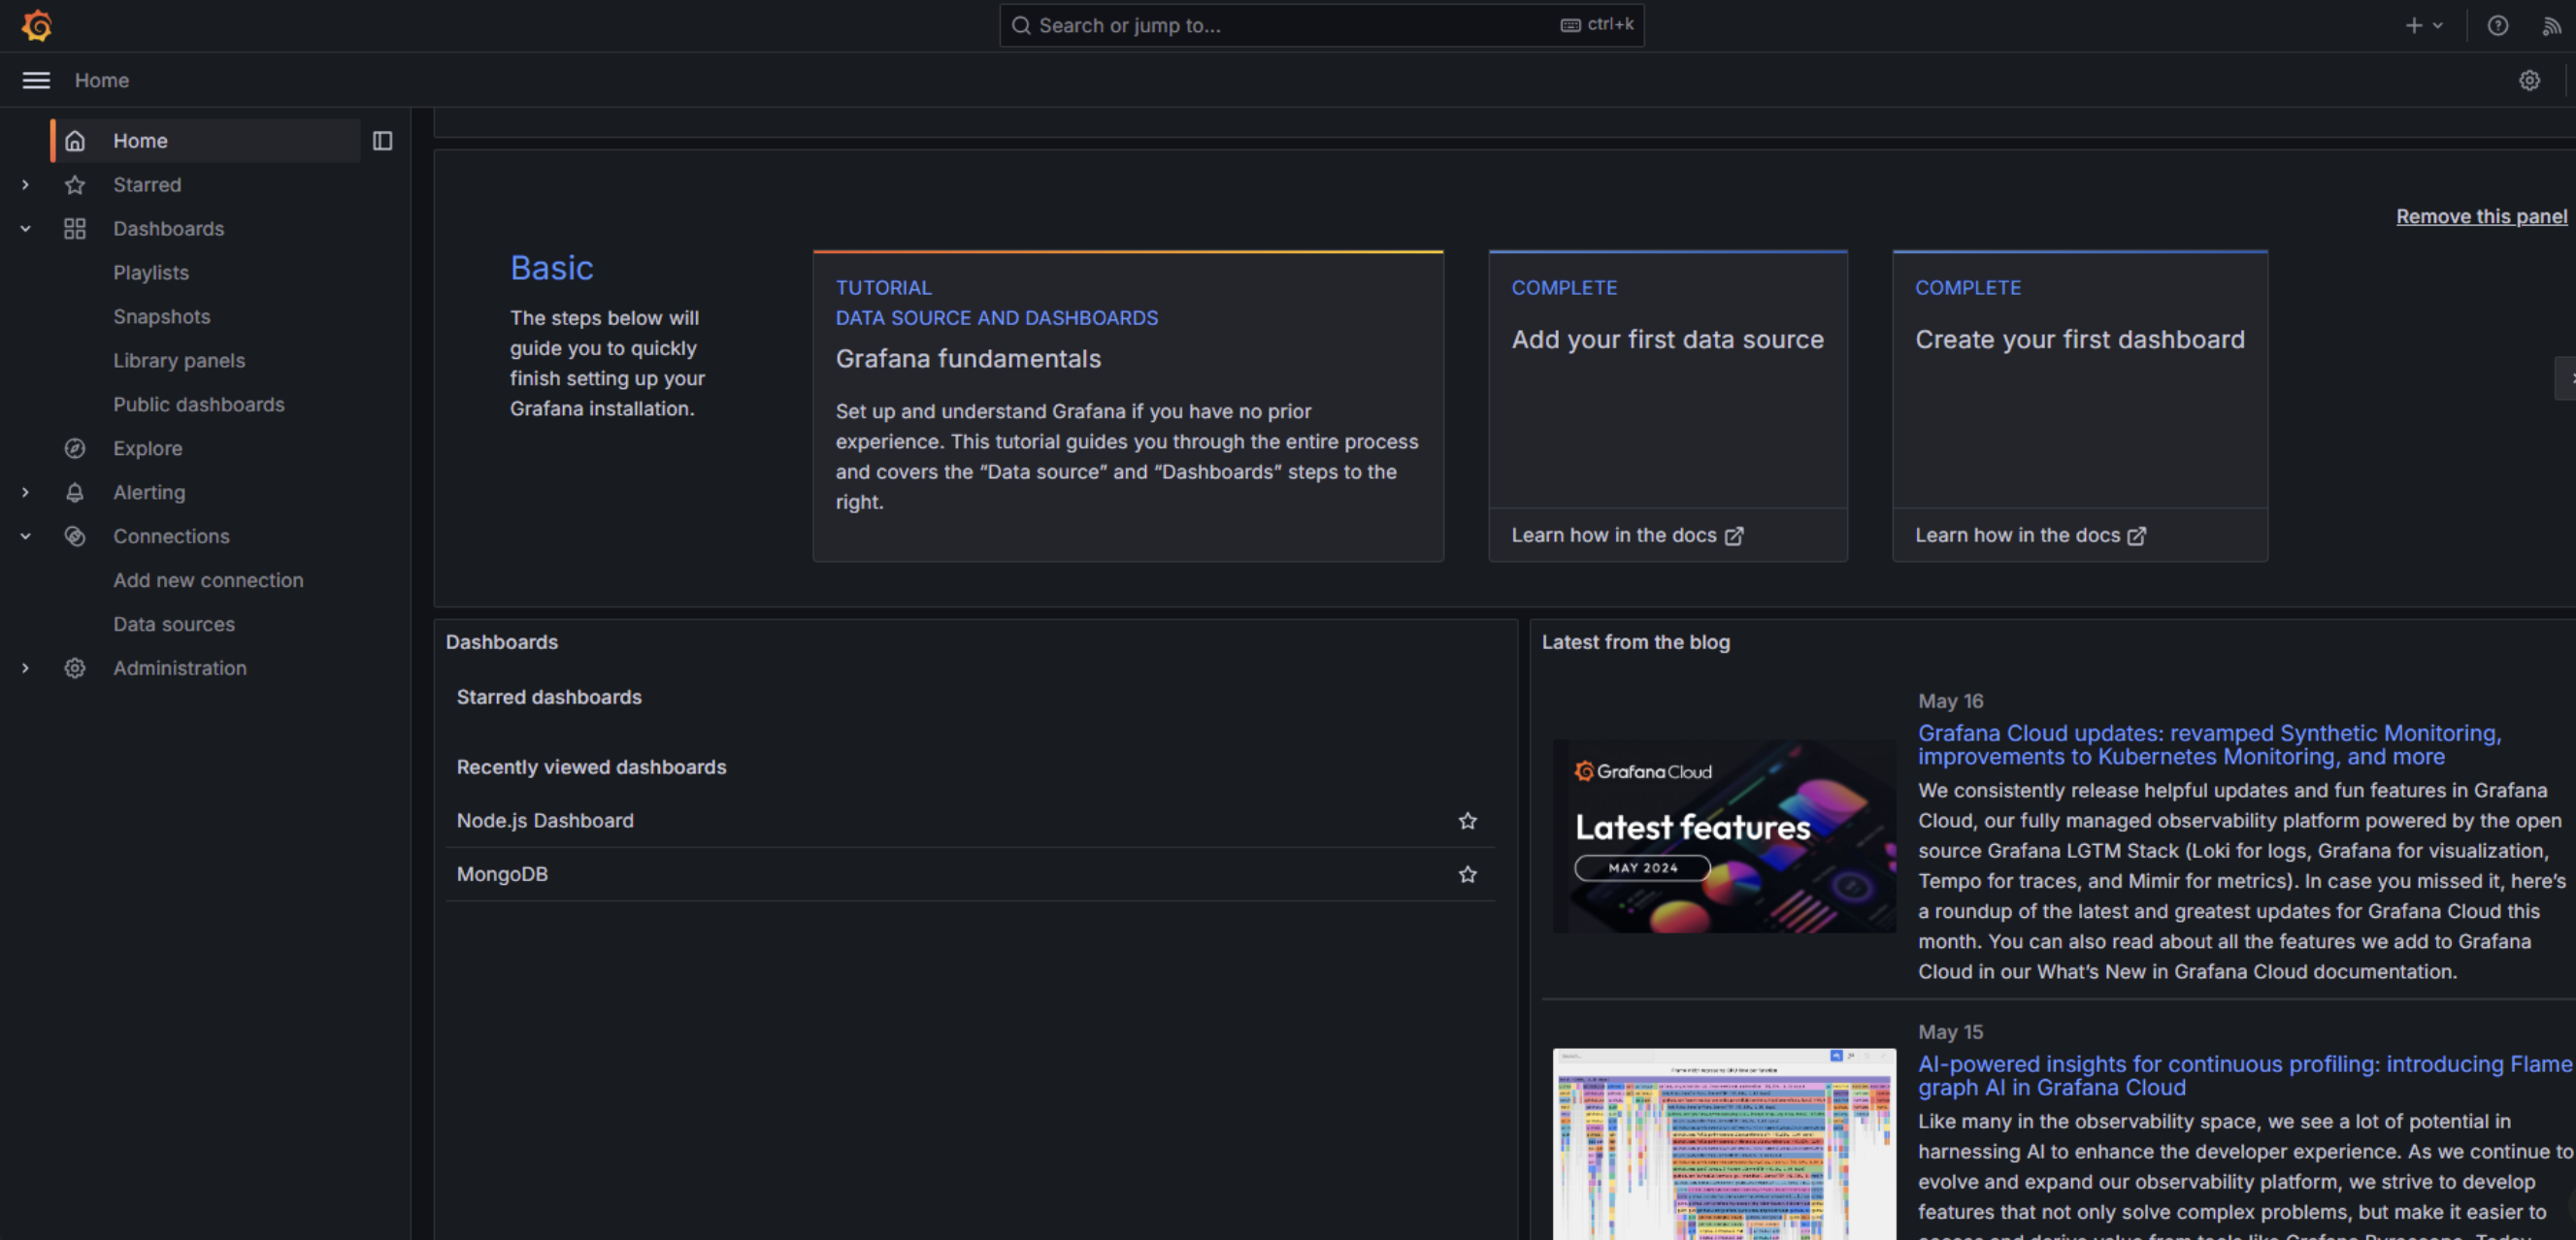 Search or jump to...
ctrl+k
Home
Home
Starred
Dashboards
Playlists
Snapshots
Library panels
Public dashboards
Explore
Alerting
Connections
Add new connection
Data sources
Administration
Remove this panel
Basic
The steps below will
guide you to quickly
finish setting up your
Grafana installation.
TUTORIAL
DATA SOURCE AND DASHBOARDS
Grafana fundamentals
Set up and understand Grafana if you have no prior
experience. This tutorial guides you through the entire process
and covers the “Data source” and “Dashboards” steps to the
right.
COMPLETE
Add your first data source
Learn how in the docs
COMPLETE
Create your first dashboard
Learn how in the docs
Dashboards
Starred dashboards
Recently viewed dashboards
Node.js Dashboard
MongoDB
Latest from the blog
Grafana Cloud
Latest features
MAY 2024
May 16
Grafana Cloud updates: revamped Synthetic Monitoring,
improvements to Kubernetes Monitoring, and more
We consistently release helpful updates and fun features in Grafana
Cloud, our fully managed observability platform powered by the open
source Grafana LGTM Stack (Loki for logs, Grafana for visualization,
Tempo for traces, and Mimir for metrics). In case you missed it, here’s
a roundup of the latest and greatest updates for Grafana Cloud this
month. You can also read about all the features we add to Grafana
Cloud in our What’s New in Grafana Cloud documentation.
May 15
AI-powered insights for continuous profiling: introducing Flame
graph AI in Grafana Cloud
Like many in the observability space, we see a lot of potential in
harnessing AI to enhance the developer experience. As we continue to
evolve and expand our observability platform, we strive to develop
features that not only solve complex problems, but make it easier to